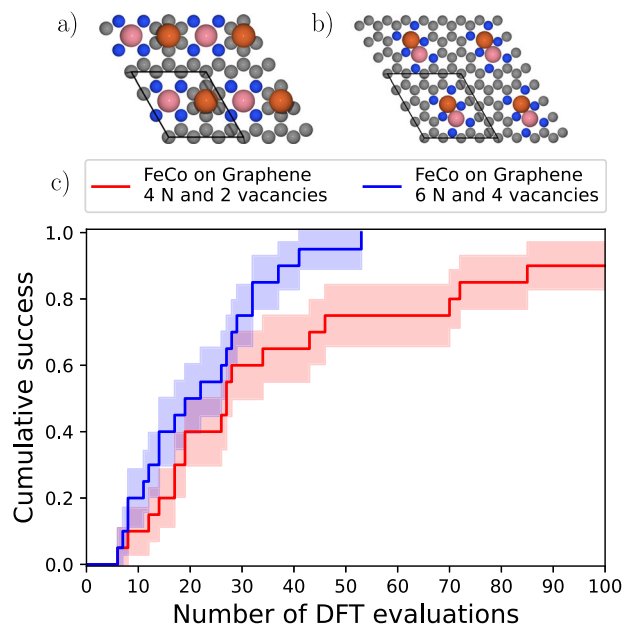 a)
b)
c)
FeCo on Graphene
4 N and 2 vacancies
FeCo on Graphene
6 N and 4 vacancies
1.0
0.8
0.6
0.4
0.2
0.0
Cumulative success
0 10 20 30 40 50 60 70 80 90 100
Number of DFT evaluations